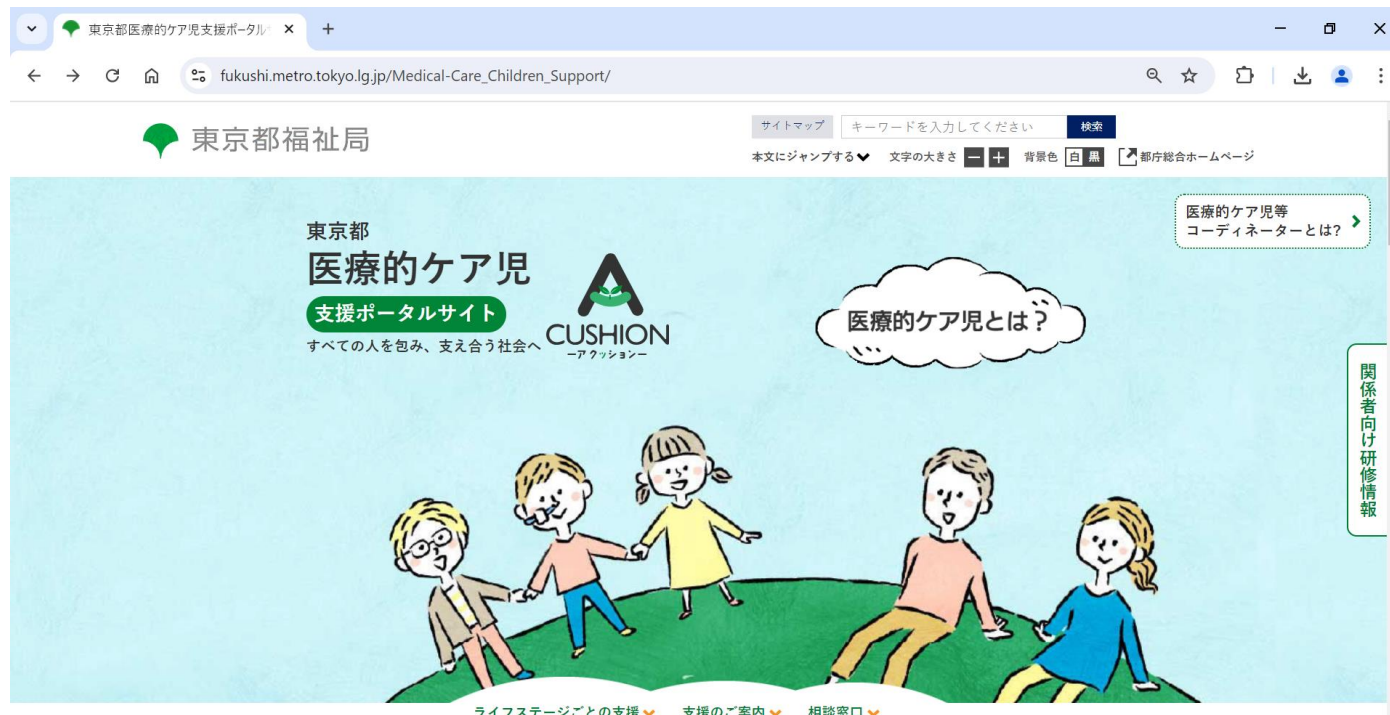 東京都医療的ケア児支援ポータル
fukushi.metro.tokyo.lg.jp/Medical-Care_Children_Support/
東京都福祉局
サイトマップ キーワードを入力してください 検索
本文にジャンプする 文字の大きさ － ＋ 背景色 白 黒 都庁総合ホームページ
医療的ケア児等
コーディネーターとは?
東京都
医療的ケア児
支援ポータルサイト
すべての人を包み、支え合う社会へ
A
CUSHION
ーアクッションー
医療的ケア児とは?
関係者向け研修情報
ライフステージごとの支援 支援のご案内 相談窓口